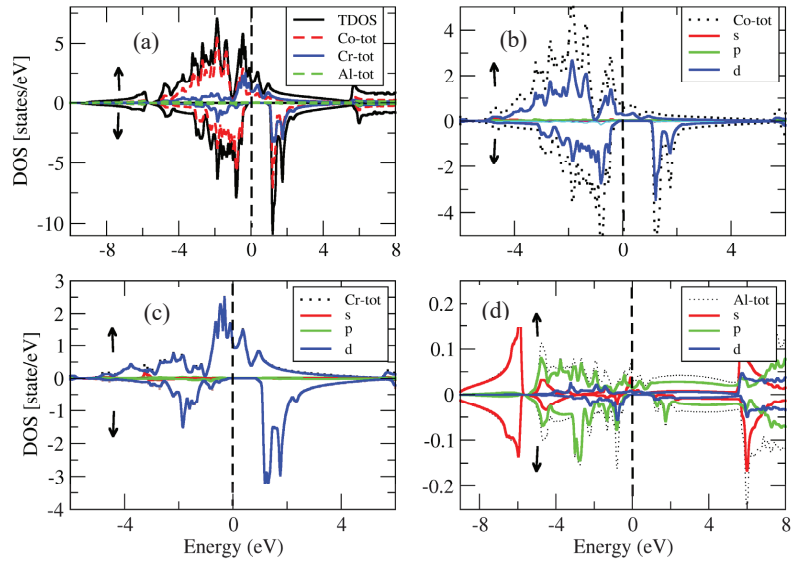 (a)
TDOS
Co-tot
Cr-tot
Al-tot
DOS [states/eV]
5
0
-5
-10
-8 -4 0 4 8
(b)
Co-tot
s
p
d
4
2
0
-2
-4
-4 0 4
(c)
Cr-tot
s
p
d
DOS [state/eV]
3
2
1
0
-1
-2
-3
-4
-4 0 4
Energy (eV)
(d)
Al-tot
s
p
d
0.2
0.1
0
-0.1
-0.2
-8 -4 0 4 8
Energy (eV)